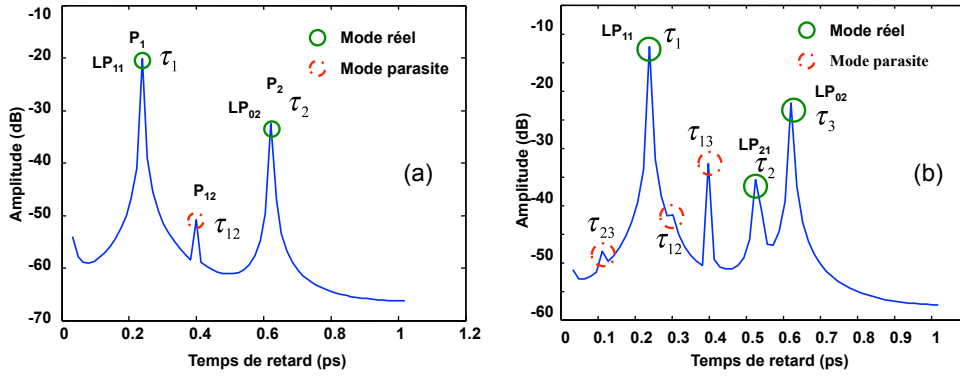 -10
-20
-30
-40
-50
-60
-70
Amplitude (dB)
P1
LP11 τ1
Mode réel
Mode parasite
P2
LP02 τ2
P12
τ12
(a)
0 0.2 0.4 0.6 0.8 1 1.2
Temps de retard (ps)
-10
-20
-30
-40
-50
-60
Amplitude (dB)
LP11 τ1
Mode réel
Mode parasite
LP02
τ3
τ13
LP21
τ2
τ12
τ23
(b)
0 0.1 0.2 0.3 0.4 0.5 0.6 0.7 0.8 0.9 1
Temps de retard (ps)